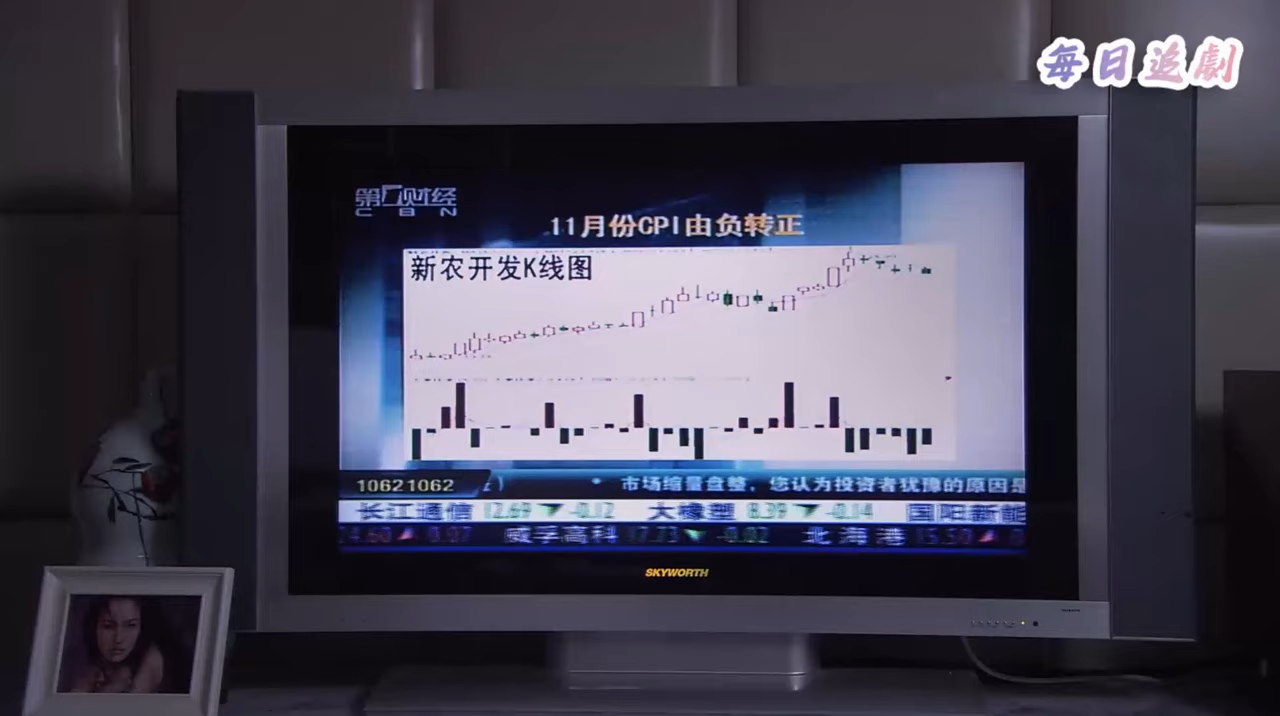 每日追劇
第一财经
CBN
11月份CPI由负转正
新农开发K线图
10621062
市场缩量盘整，您认为投资者犹豫的原因是
长江通信 12.69 -0.12 大橡塑 8.39 -0.14 国阳新能
24.60 0.07 威孚高科 17.73 -0.02 北海港 15.50
SKYWORTH